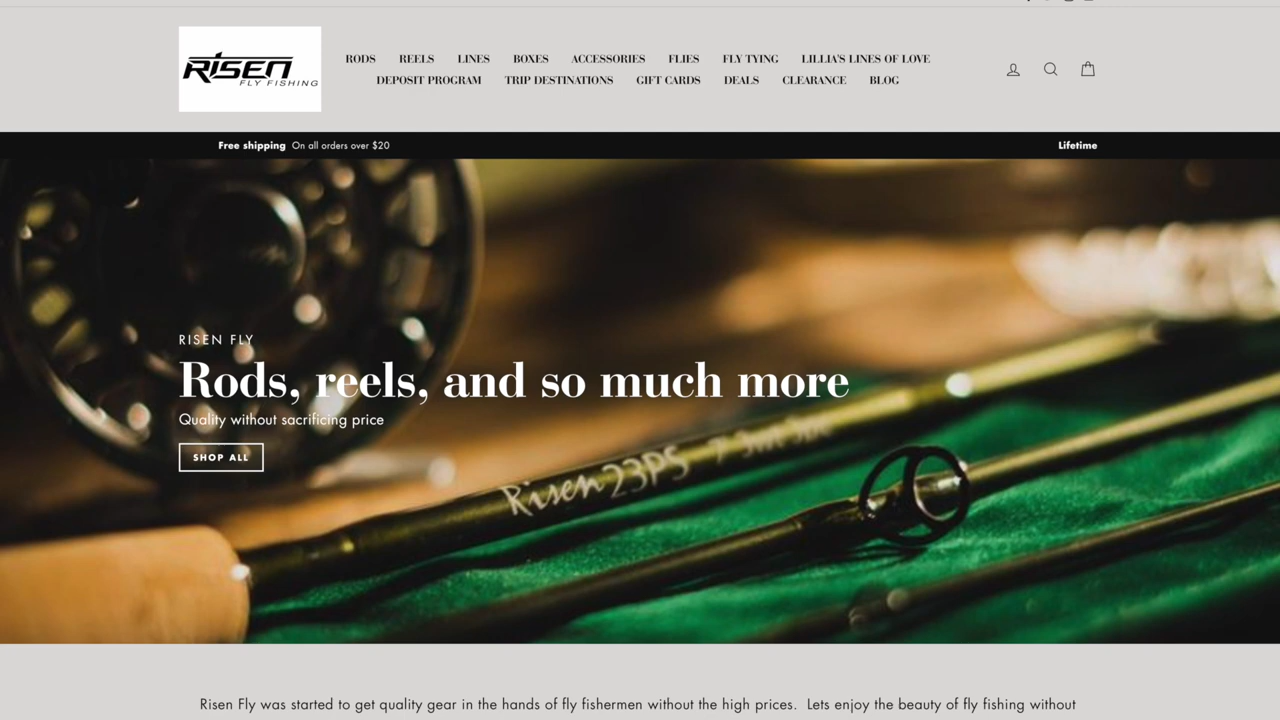 RISEN
FLY FISHING
RODS REELS LINES BOXES ACCESSORIES FLIES FLY TYING LILLIA'S LINES OF LOVE
DEPOSIT PROGRAM TRIP DESTINATIONS GIFT CARDS DEALS CLEARANCE BLOG
Free shipping On all orders over $20
Lifetime
RISEN FLY
Rods, reels, and so much more
Quality without sacrificing price
SHOP ALL
Risen 23PS
Risen Fly was started to get quality gear in the hands of fly fishermen without the high prices. Lets enjoy the beauty of fly fishing without